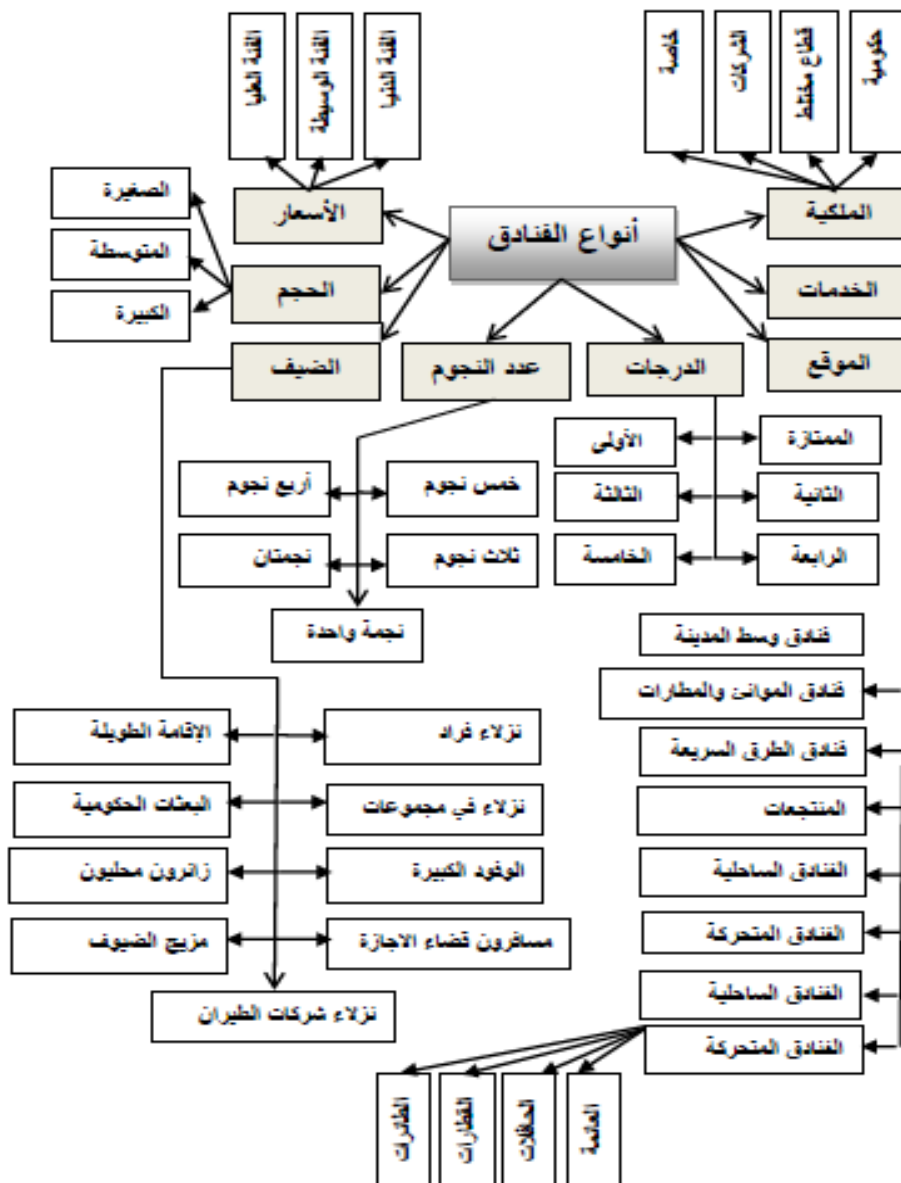 أنواع الفنادق
الملكية
حكومية
قطاع مختلط
الشركات
خاصة
الخدمات
الموقع
الأسعار
الفئة الدنيا
الفئة الوسيطة
الفئة العليا
الحجم
الصغيرة
المتوسطة
الكبيرة
الضيف
عدد النجوم
الدرجات
الممتازة
الأولى
الثانية
الثالثة
الرابعة
الخامسة
خمس نجوم
أربع نجوم
ثلاث نجوم
نجمتان
نجمة واحدة
فنادق وسط المدينة
فنادق الموانئ والمطارات
فنادق الطرق السريعة
المنتجعات
الفنادق الساحلية
الفنادق المتحركة
الفنادق الساحلية
الفنادق المتحركة
العائمة
الحافلات
القطارات
الطائرات
نزلاء فراد
الإقامة الطويلة
نزلاء في مجموعات
البعثات الحكومية
الوفود الكبيرة
زائرون محليون
مسافرون قضاء الاجازة
مزيج الضيوف
نزلاء شركات الطيران